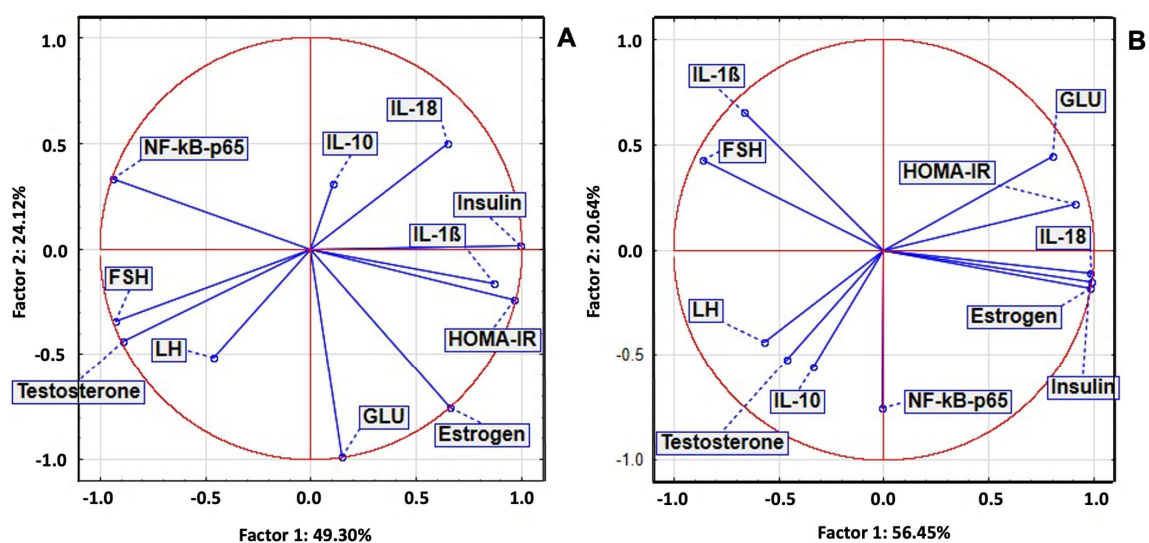 A
1.0
0.5
0.0
-0.5
-1.0
Factor 2: 24.12%
IL-18
IL-10
NF-kB-p65
Insulin
IL-1ß
FSH
HOMA-IR
LH
Testosterone
GLU
Estrogen
-1.0
-0.5
0.0
0.5
1.0
Factor 1: 49.30%
B
1.0
0.5
0.0
-0.5
-1.0
Factor 2: 20.64%
IL-1ß
GLU
FSH
HOMA-IR
IL-18
LH
Estrogen
Insulin
IL-10
NF-kB-p65
Testosterone
-1.0
-0.5
0.0
0.5
1.0
Factor 1: 56.45%